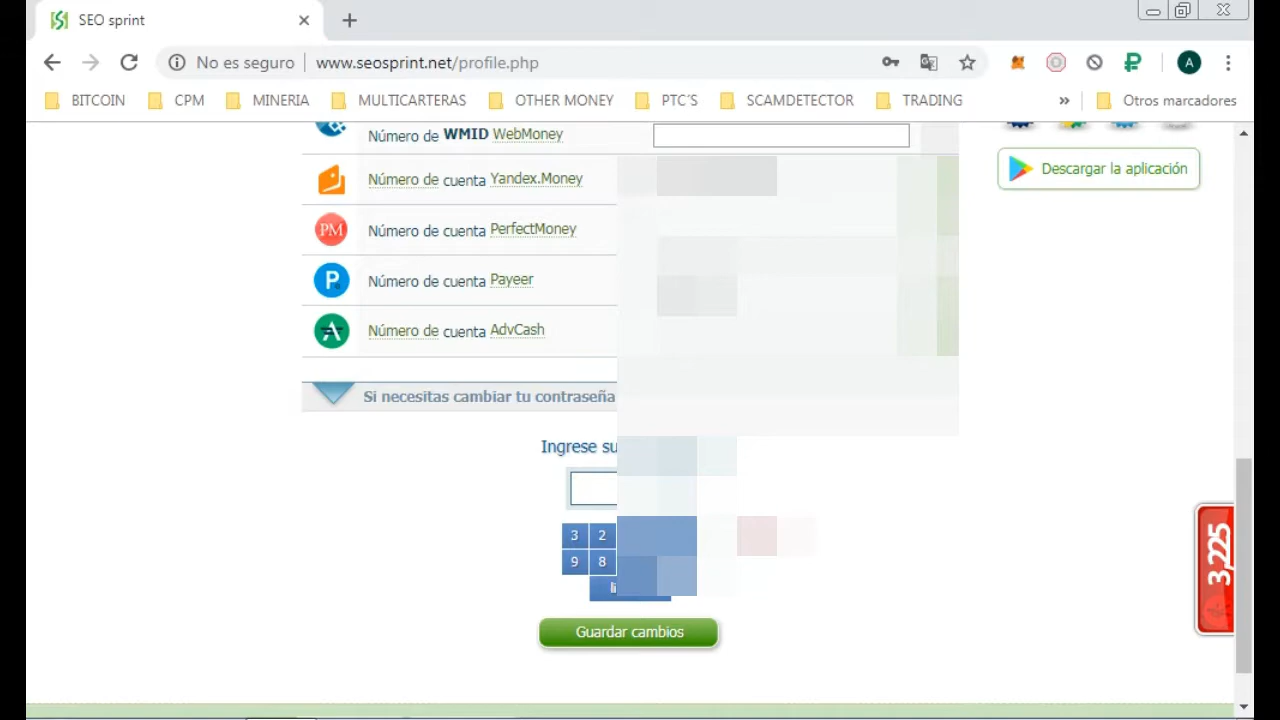 SEO sprint
No es seguro www.seosprint.net/profile.php
A
BITCOIN CPM MINERIA MULTICARTERAS OTHER MONEY PTC´S SCAMDETECTOR TRADING » Otros marcadores
Número de WMID WebMoney
Descargar la aplicación
Número de cuenta Yandex.Money
PM Número de cuenta PerfectMoney
P Número de cuenta Payeer
Número de cuenta AdvCash
Si necesitas cambiar tu contraseña
Ingrese su
3 2
9 8
3,225
Guardar cambios